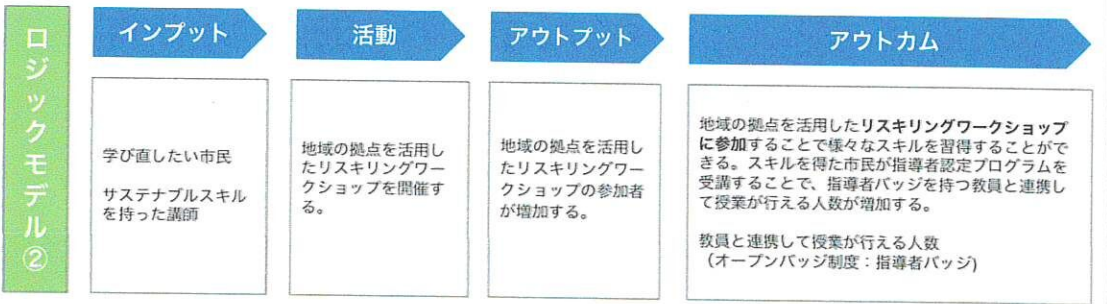 ロジックモデル②
インプット
活動
アウトプット
アウトカム
学び直したい市民
サステナブルスキル
を持った講師
地域の拠点を活用し
たリスキリングワー
クショップを開催す
る。
地域の拠点を活用し
たリスキリングワー
クショップの参加者
が増加する。
地域の拠点を活用したリスキリングワークショップ
に参加することで様々なスキルを習得することがで
きる。スキルを得た市民が指導者認定プログラムを
受講することで、指導者バッジを持つ教員と連携し
て授業が行える人数が増加する。
教員と連携して授業が行える人数
（オープンバッジ制度：指導者バッジ)